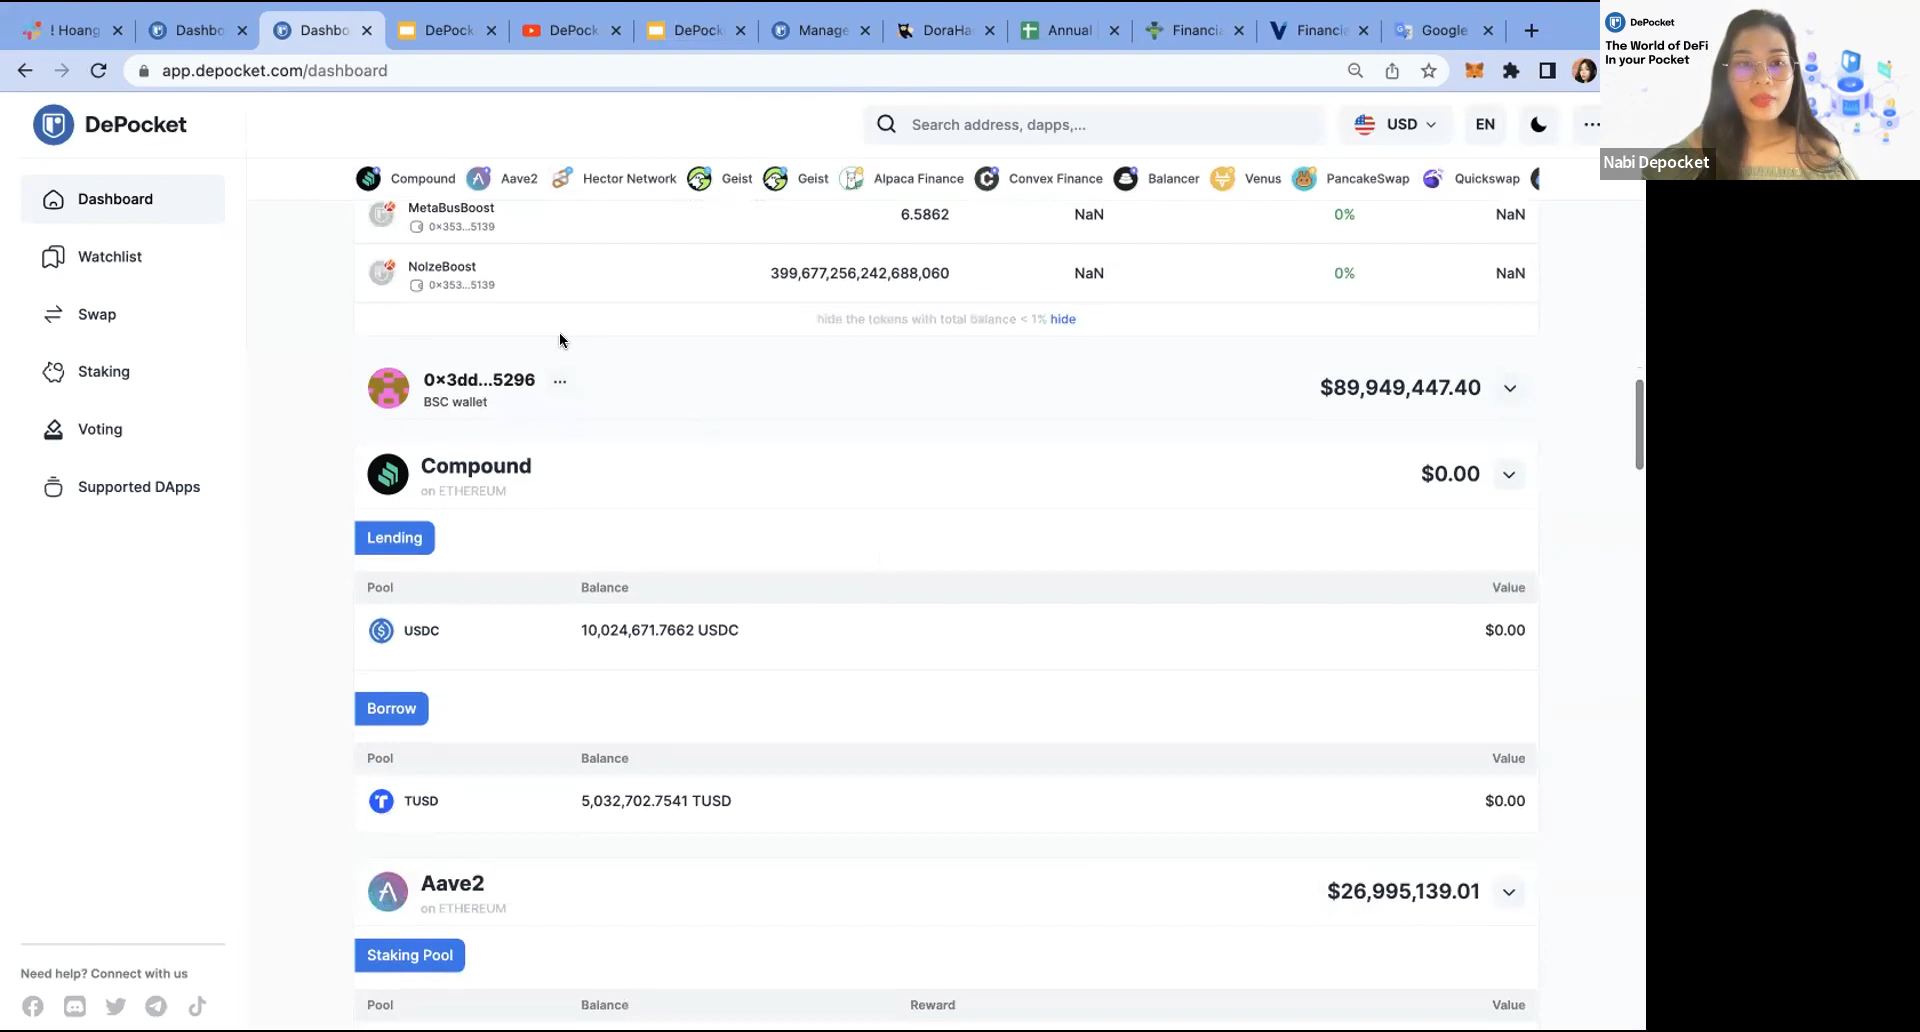 ! Hoang
Dashbo
Dashbo
DePock
DePock
DePock
Manage
DoraHa
Annual
Financi
Financi
Google
app.depocket.com/dashboard
DePocket
The World of DeFi
In your Pocket
Nabi Depocket
DePocket
Search address, dapps,...
USD
EN
Compound
Aave2
Hector Network
Geist
Geist
Alpaca Finance
Convex Finance
Balancer
Venus
PancakeSwap
Quickswap
Dashboard
Watchlist
Swap
Staking
Voting
Supported DApps
Need help? Connect with us
MetaBusBoost
6.5862
NaN
0%
NaN
0×353...5139
NolzeBoost
399,677,256,242,688,060
NaN
0%
NaN
0×353...5139
hide the tokens with total balance < 1% hide
0×3dd...5296 ...
BSC wallet
$89,949,447.40
Compound
on ETHEREUM
$0.00
Lending
Pool
Balance
Value
USDC
10,024,671.7662 USDC
$0.00
Borrow
Pool
Balance
Value
TUSD
5,032,702.7541 TUSD
$0.00
Aave2
on ETHEREUM
$26,995,139.01
Staking Pool
Pool
Balance
Reward
Value